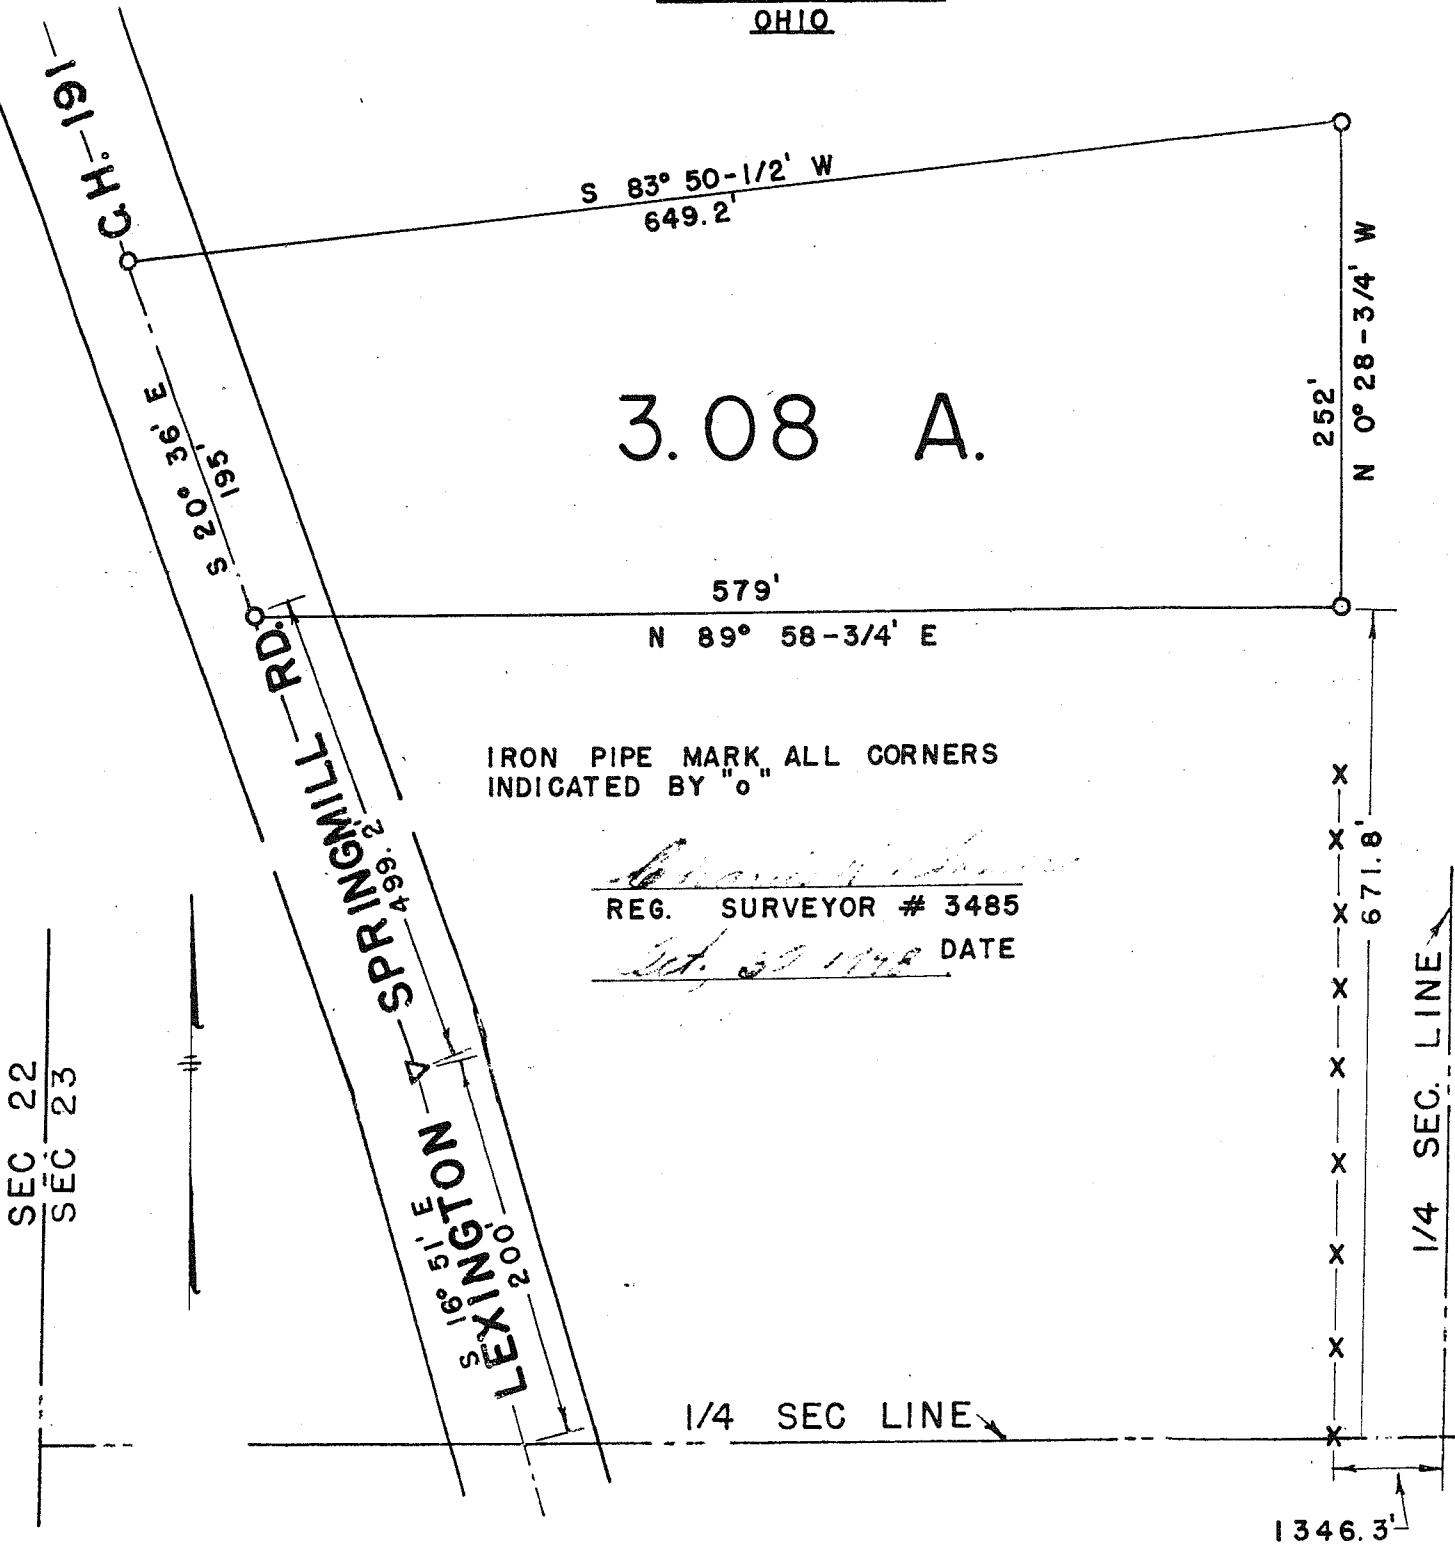 OHIO
C.H. 191
S 83° 50-1/2' W
649.2'
N 0° 28-3/4' W
252'
3.08 A.
S 20° 36' E
195'
579'
N 89° 58-3/4' E
LEXINGTON SPRINGMILL RD.
499.2'
IRON PIPE MARK ALL CORNERS
INDICATED BY "o"
REG. SURVEYOR # 3485
Oct. DATE
671.8'
1/4 SEC. LINE
SEC 22
SEC 23
S 16° 51' E
200'
1/4 SEC LINE
1346.3'